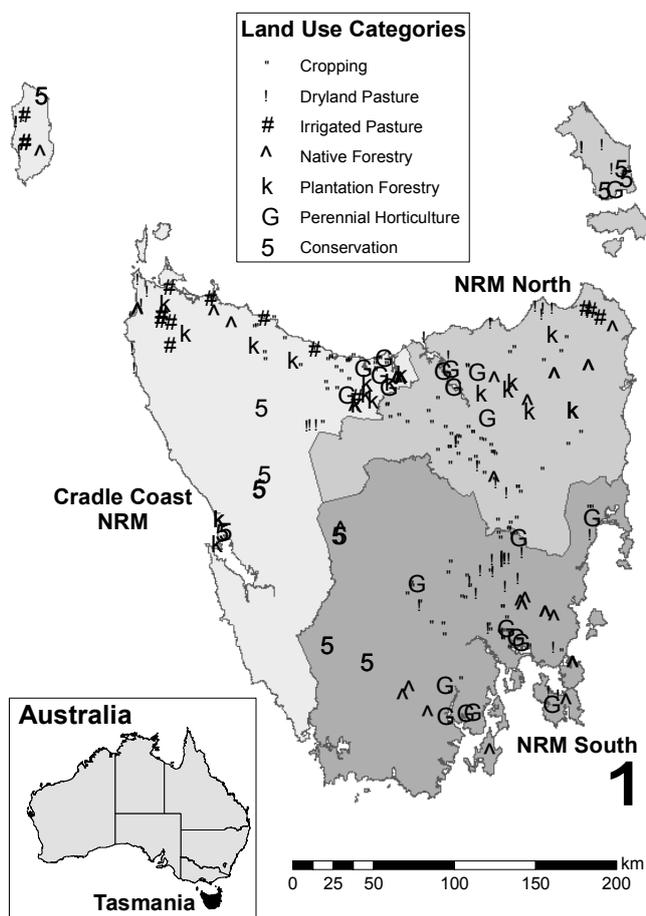 Land Use Categories
" Cropping
! Dryland Pasture
# Irrigated Pasture
^ Native Forestry
k Plantation Forestry
G Perennial Horticulture
5 Conservation
NRM North
Cradle Coast
NRM
NRM South
1
Australia
Tasmania
km
0 25 50 100 150 200